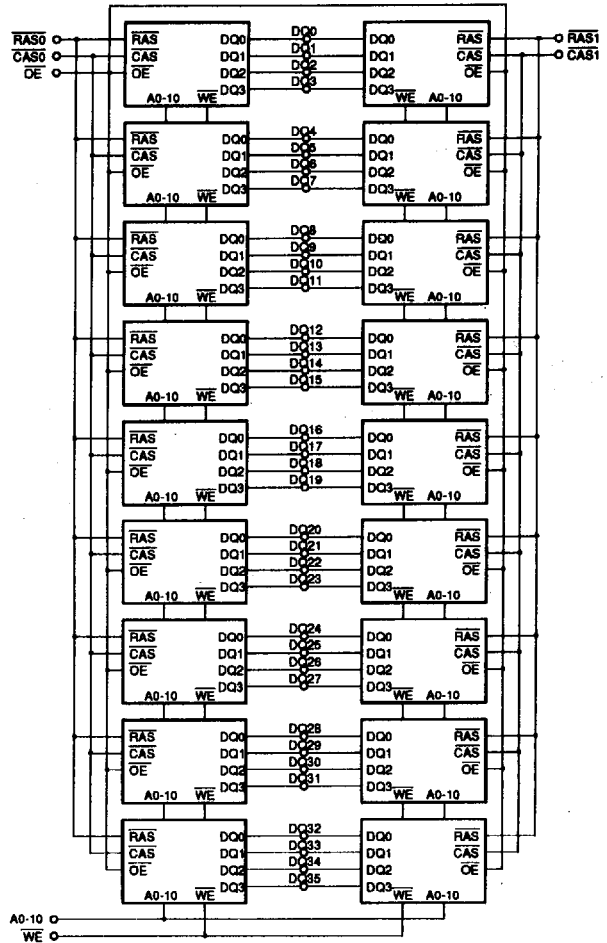 DQ0
RAS0 RAS DQ0 DQ1 DQ0 RAS RAS1
CAS0 CAS DQ1 DQ2 DQ1 CAS CAS1
OE OE DQ2 DQ3 DQ2 OE
DQ3 DQ3
A0-10 WE WE A0-10
DQ4
RAS DQ0 DQ5 DQ0 RAS
CAS DQ1 DQ6 DQ1 CAS
OE DQ2 DQ7 DQ2 OE
DQ3 DQ3
A0-10 WE WE A0-10
DQ8
RAS DQ0 DQ9 DQ0 RAS
CAS DQ1 DQ10 DQ1 CAS
OE DQ2 DQ11 DQ2 OE
DQ3 DQ3
A0-10 WE WE A0-10
DQ12
RAS DQ0 DQ13 DQ0 RAS
CAS DQ1 DQ14 DQ1 CAS
OE DQ2 DQ15 DQ2 OE
DQ3 DQ3
A0-10 WE WE A0-10
DQ16
RAS DQ0 DQ17 DQ0 RAS
CAS DQ1 DQ18 DQ1 CAS
OE DQ2 DQ19 DQ2 OE
DQ3 DQ3
A0-10 WE WE A0-10
DQ20
RAS DQ0 DQ21 DQ0 RAS
CAS DQ1 DQ22 DQ1 CAS
OE DQ2 DQ23 DQ2 OE
DQ3 DQ3
A0-10 WE WE A0-10
DQ24
RAS DQ0 DQ25 DQ0 RAS
CAS DQ1 DQ26 DQ1 CAS
OE DQ2 DQ27 DQ2 OE
DQ3 DQ3
A0-10 WE WE A0-10
DQ28
RAS DQ0 DQ29 DQ0 RAS
CAS DQ1 DQ30 DQ1 CAS
OE DQ2 DQ31 DQ2 OE
DQ3 DQ3
A0-10 WE WE A0-10
DQ32
RAS DQ0 DQ33 DQ0 RAS
CAS DQ1 DQ34 DQ1 CAS
OE DQ2 DQ35 DQ2 OE
DQ3 DQ3
A0-10 WE WE A0-10
A0-10
WE